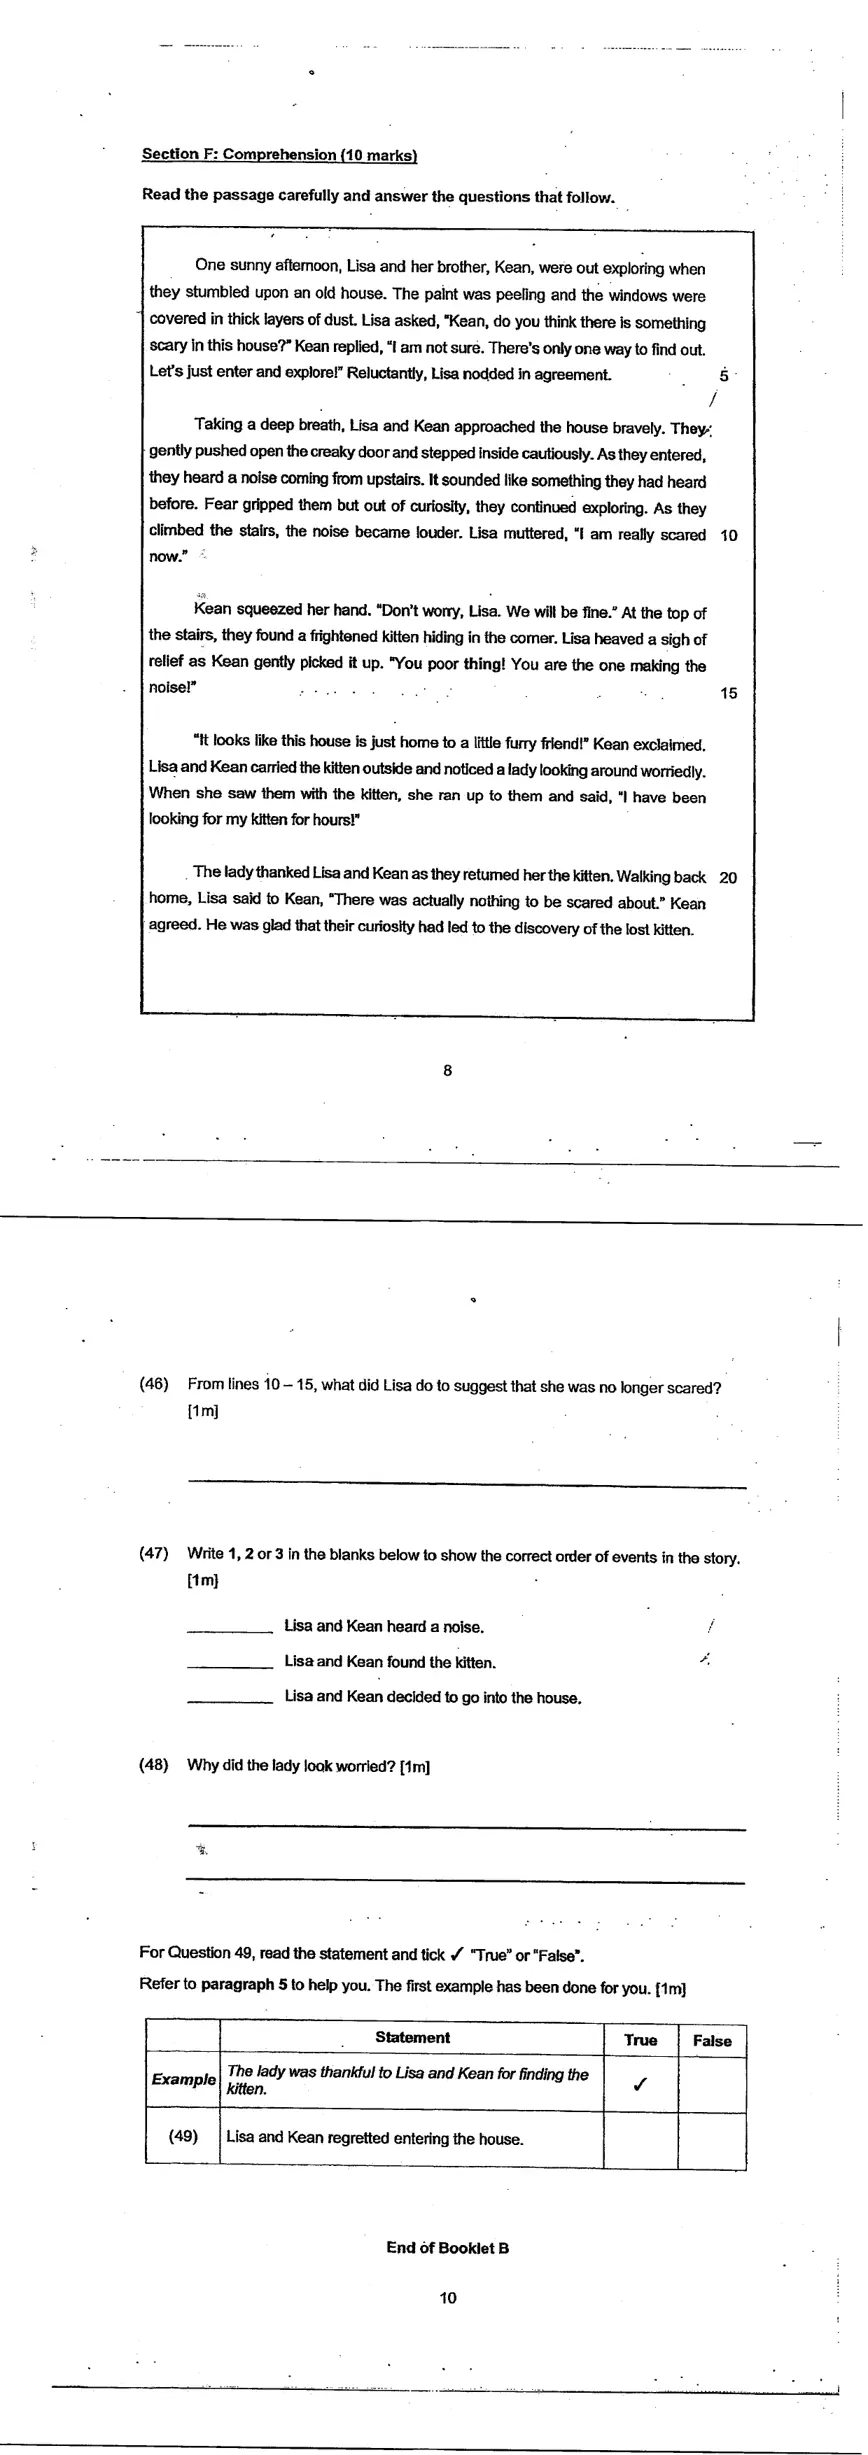 Section F: Comprehension (10 marks)
Read the passage carefully and answer the questions that follow.
One sunny afternoon, Lisa and her brother, Kean, were out exploring when
they stumbled upon an old house. The paint was peeling and the windows were
covered in thick layers of dust. Lisa asked, "Kean, do you think there is something
scary in this house?" Kean replied, "I am not sure. There's only one way to find out.
Let's just enter and explore!" Reluctantly, Lisa nodded in agreement. 5
Taking a deep breath, Lisa and Kean approached the house bravely. They
gently pushed open the creaky door and stepped inside cautiously. As they entered,
they heard a noise coming from upstairs. It sounded like something they had heard
before. Fear gripped them but out of curiosity, they continued exploring. As they
climbed the stairs, the noise became louder. Lisa muttered, "I am really scared 10
now."
Kean squeezed her hand. "Don't worry, Lisa. We will be fine." At the top of
the stairs, they found a frightened kitten hiding in the corner. Lisa heaved a sigh of
relief as Kean gently picked it up. "You poor thing! You are the one making the
noise!" 15
"It looks like this house is just home to a little furry friend!" Kean exclaimed.
Lisa and Kean carried the kitten outside and noticed a lady looking around worriedly.
When she saw them with the kitten, she ran up to them and said, "I have been
looking for my kitten for hours!"
The lady thanked Lisa and Kean as they returned her the kitten. Walking back 20
home, Lisa said to Kean, "There was actually nothing to be scared about." Kean
agreed. He was glad that their curiosity had led to the discovery of the lost kitten.
8
(46) From lines 10 – 15, what did Lisa do to suggest that she was no longer scared?
[1m]
(47) Write 1, 2 or 3 in the blanks below to show the correct order of events in the story.
[1m]
Lisa and Kean heard a noise.
Lisa and Kean found the kitten.
Lisa and Kean decided to go into the house.
(48) Why did the lady look worried? [1m]
For Question 49, read the statement and tick ✓ "True" or "False".
Refer to paragraph 5 to help you. The first example has been done for you. [1m]
Statement True False
Example The lady was thankful to Lisa and Kean for finding the
kitten. ✓
(49) Lisa and Kean regretted entering the house.
End of Booklet B
10